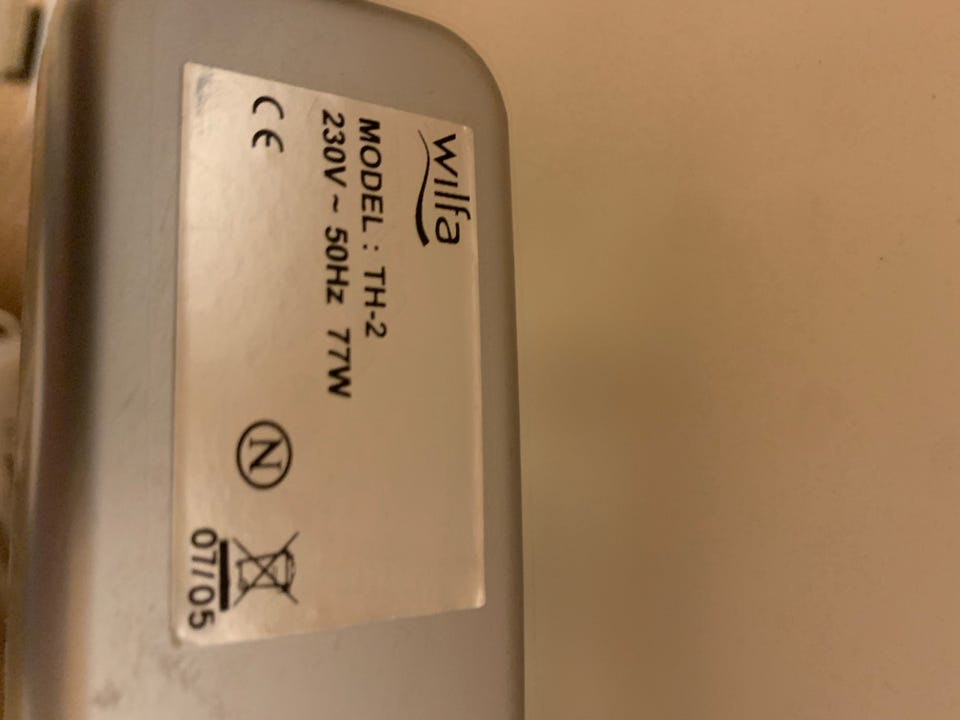 wilfa
MODEL : TH-2
230V ~ 50Hz 77W
CE
N
07/05